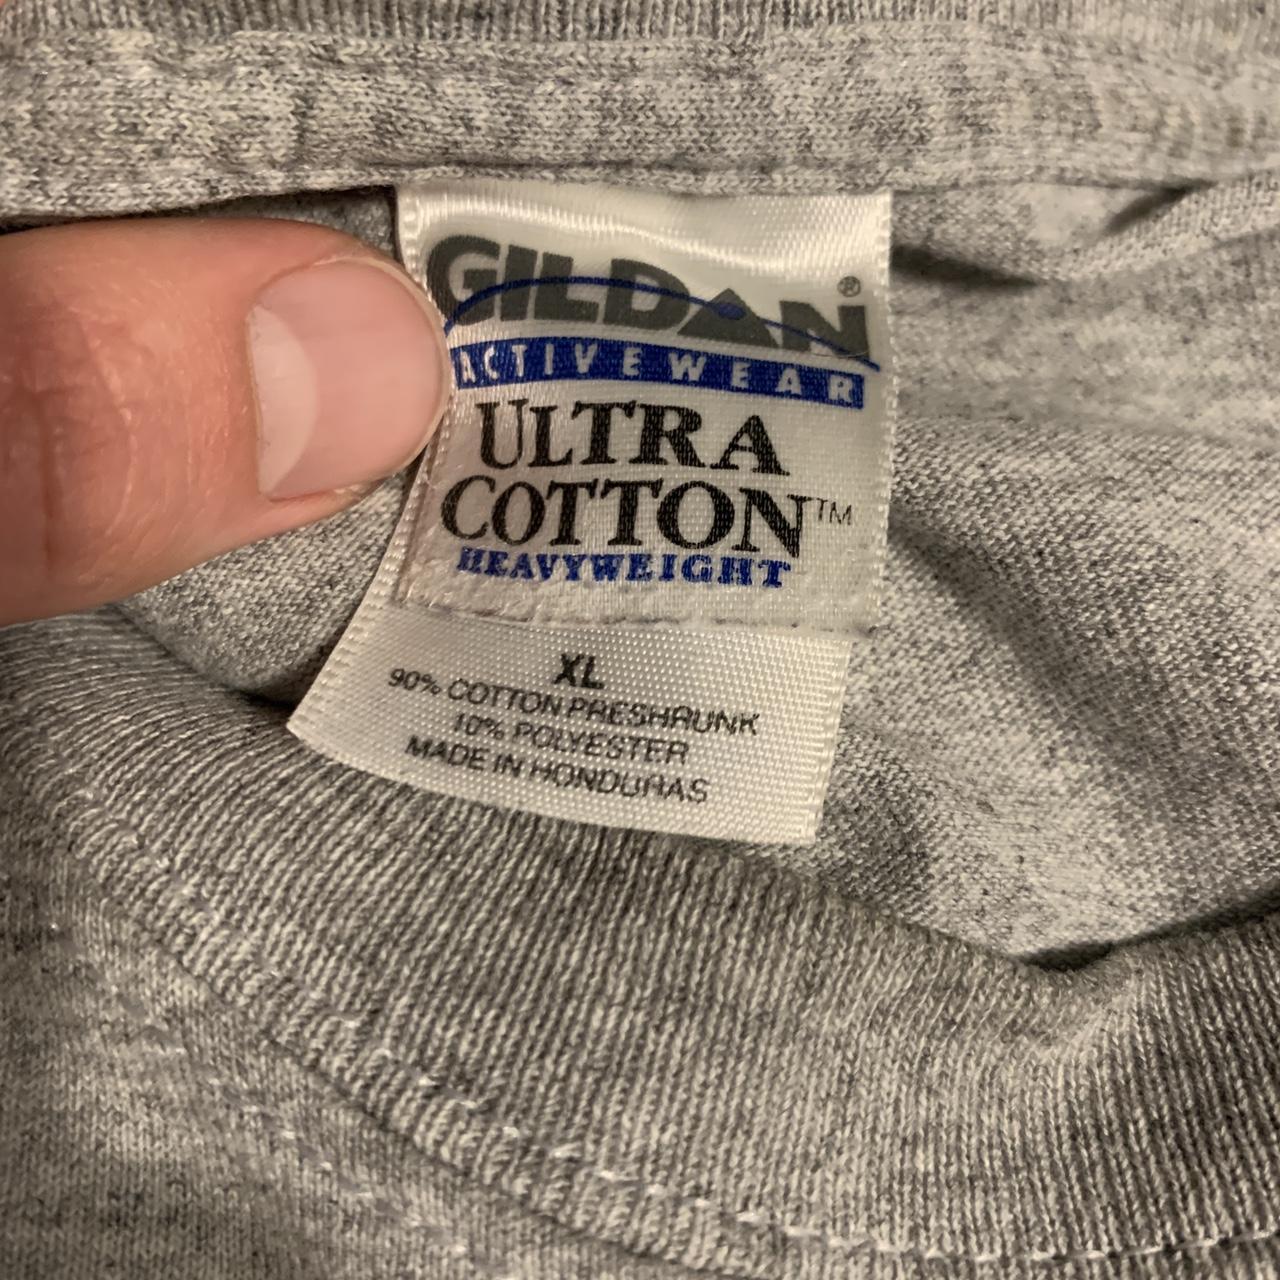 GILDAN®
ACTIVEWEAR
ULTRA
COTTON™
HEAVYWEIGHT
XL
90% COTTON PRESHRUNK
10% POLYESTER
MADE IN HONDURAS